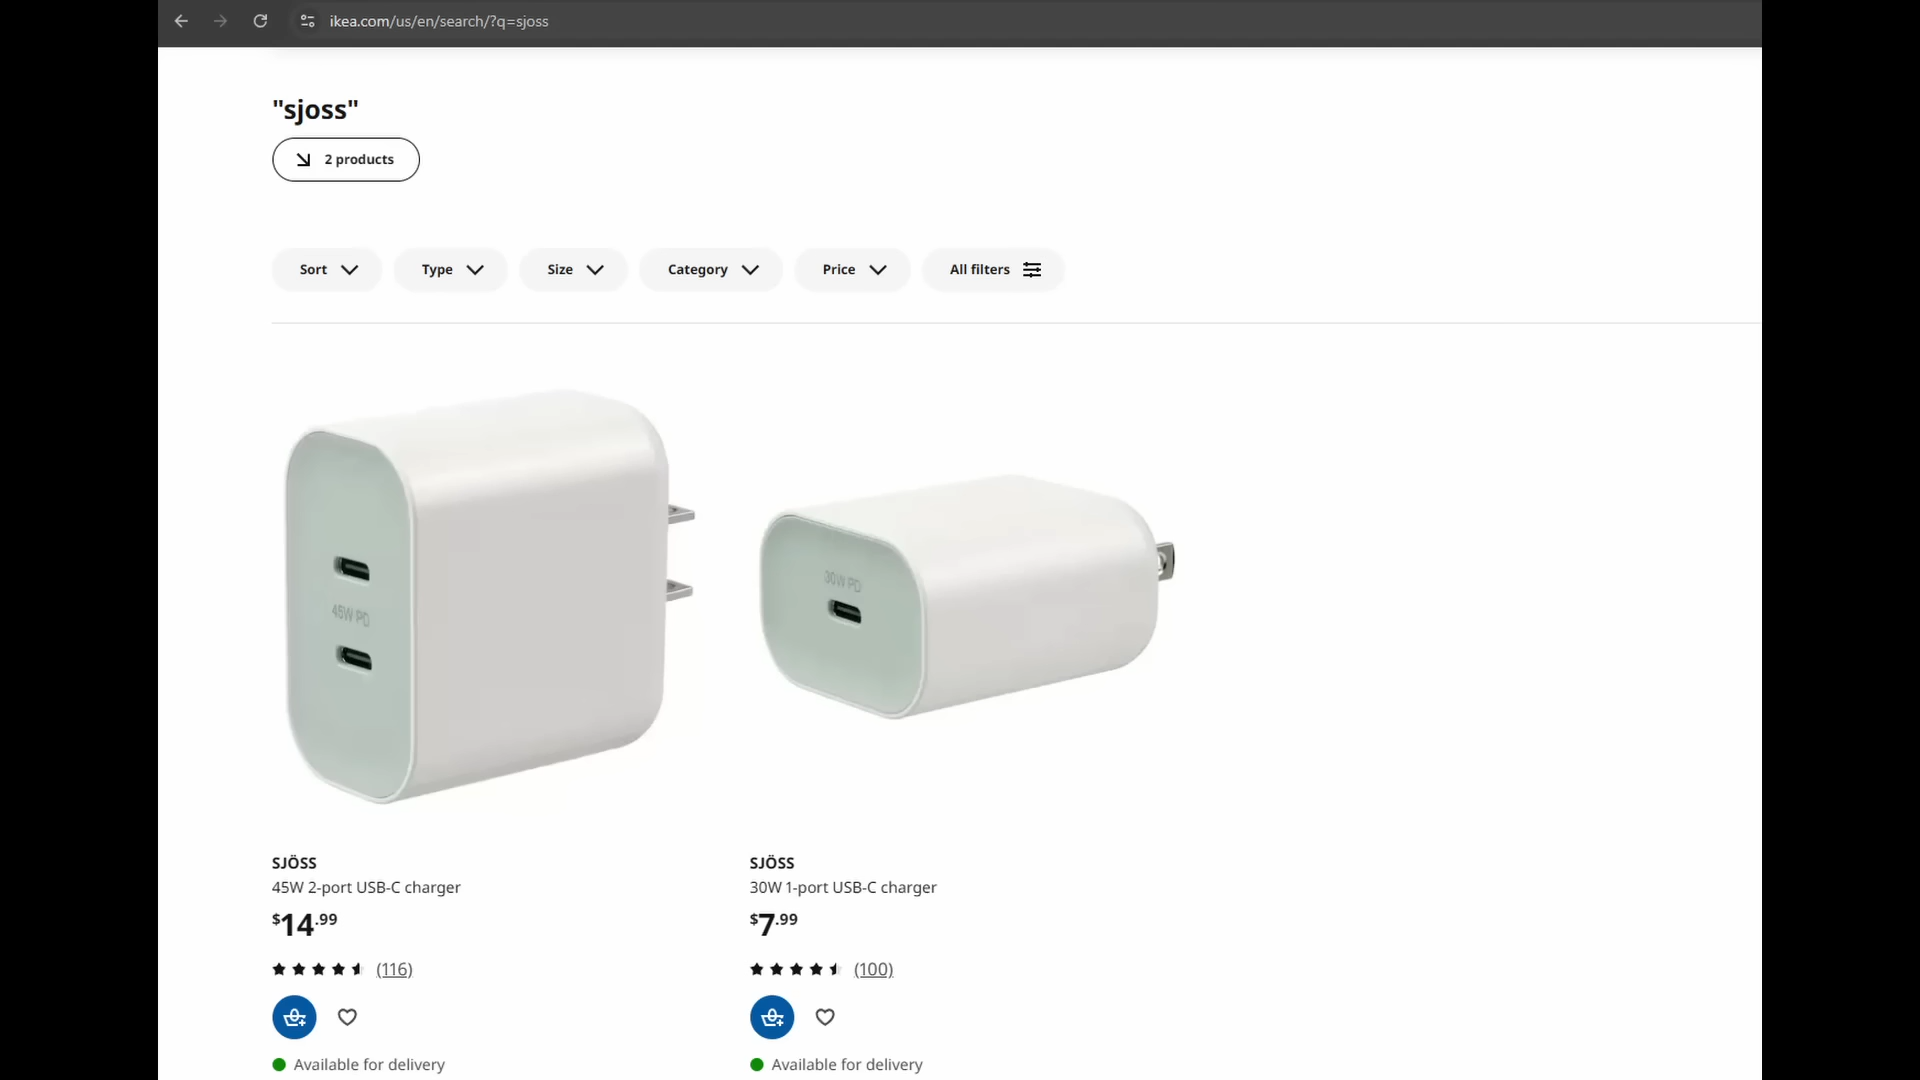 ikea.com/us/en/search/?q=sjoss
"sjoss"
2 products
Sort Type Size Category Price All filters
45W PD
30W PD
SJÖSS
45W 2-port USB-C charger
$14.99
(116)
Available for delivery
SJÖSS
30W 1-port USB-C charger
$7.99
(100)
Available for delivery